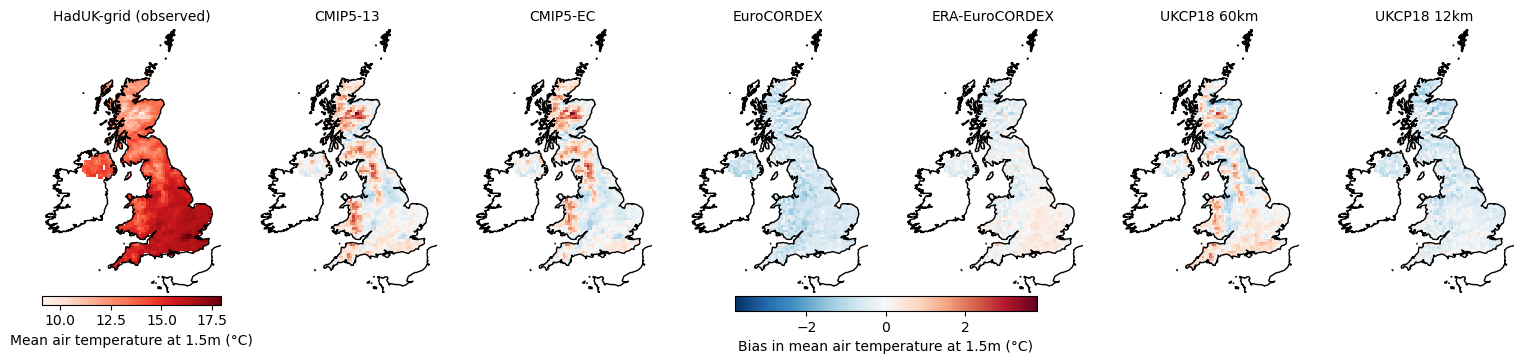 HadUK-grid (observed)
CMIP5-13
CMIP5-EC
EuroCORDEX
ERA-EuroCORDEX
UKCP18 60km
UKCP18 12km
10.0 12.5 15.0 17.5
Mean air temperature at 1.5m (°C)
−2 0 2
Bias in mean air temperature at 1.5m (°C)